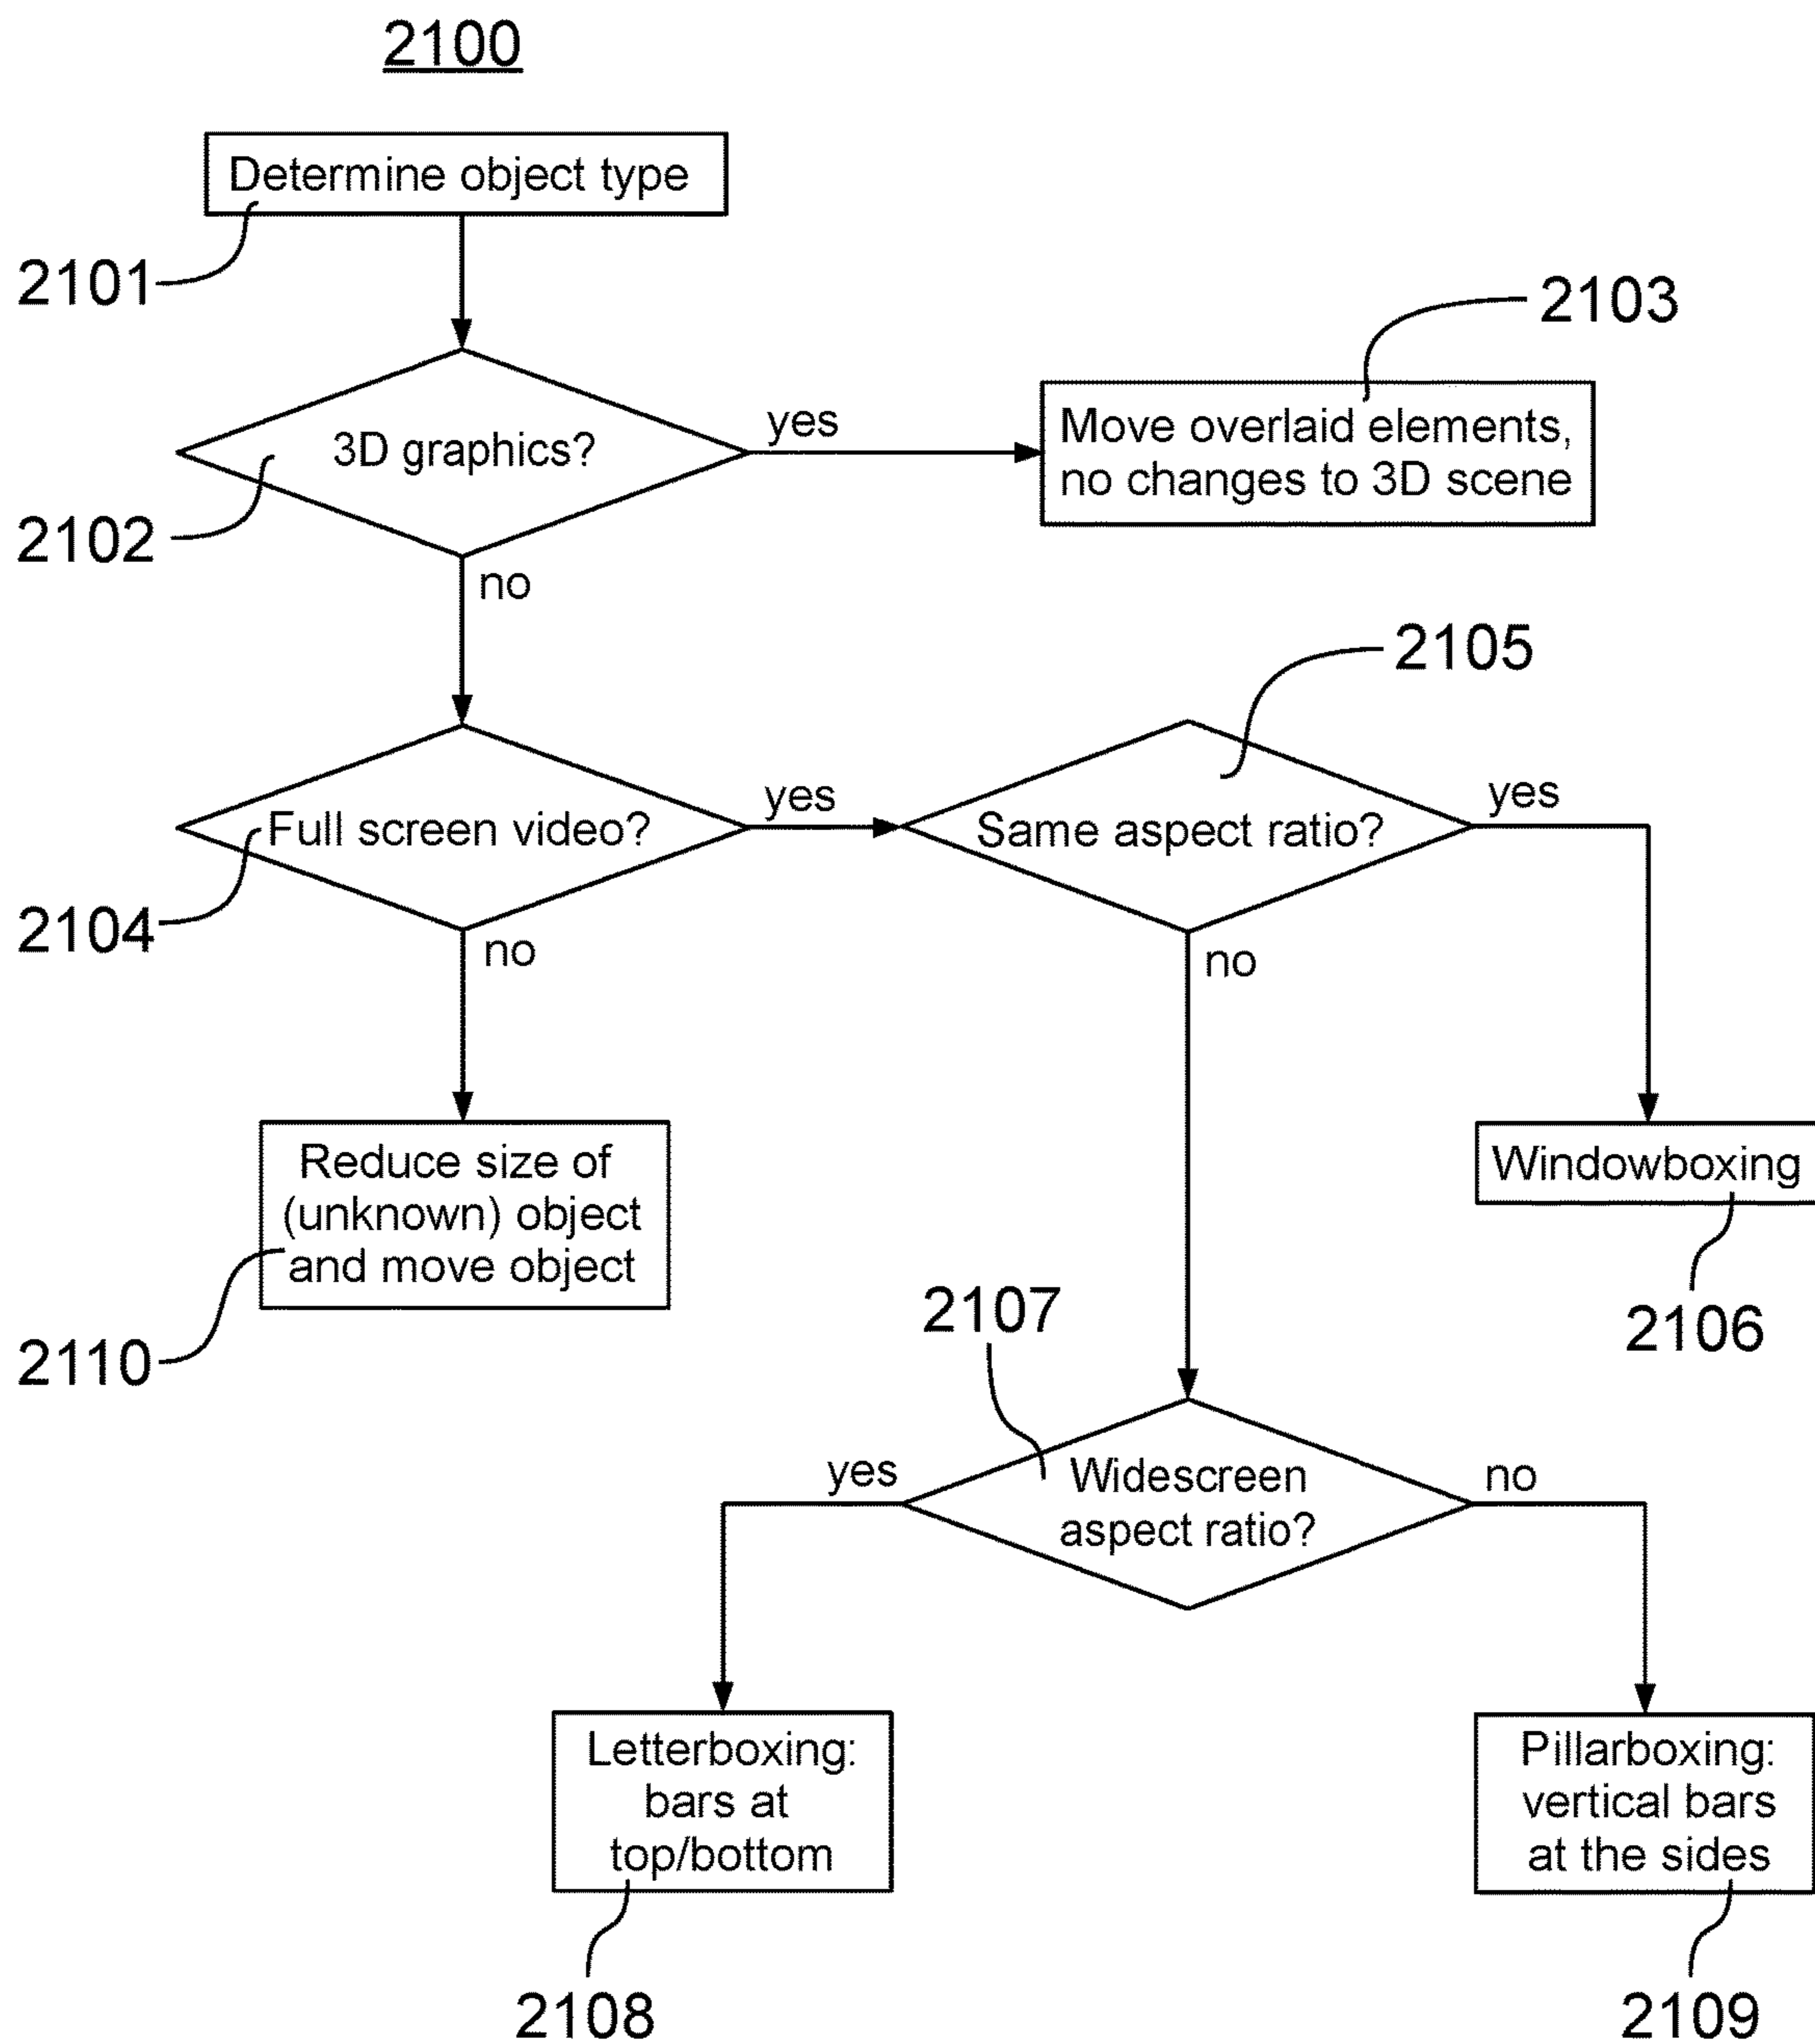 2100
Determine object type
2101
2103
3D graphics?
yes
Move overlaid elements,
no changes to 3D scene
2102
no
2105
Full screen video?
yes
Same aspect ratio?
yes
2104
no
no
Reduce size of
(unknown) object
and move object
Windowboxing
2110
2107
2106
yes
Widescreen
aspect ratio?
no
Letterboxing:
bars at
top/bottom
Pillarboxing:
vertical bars
at the sides
2108
2109